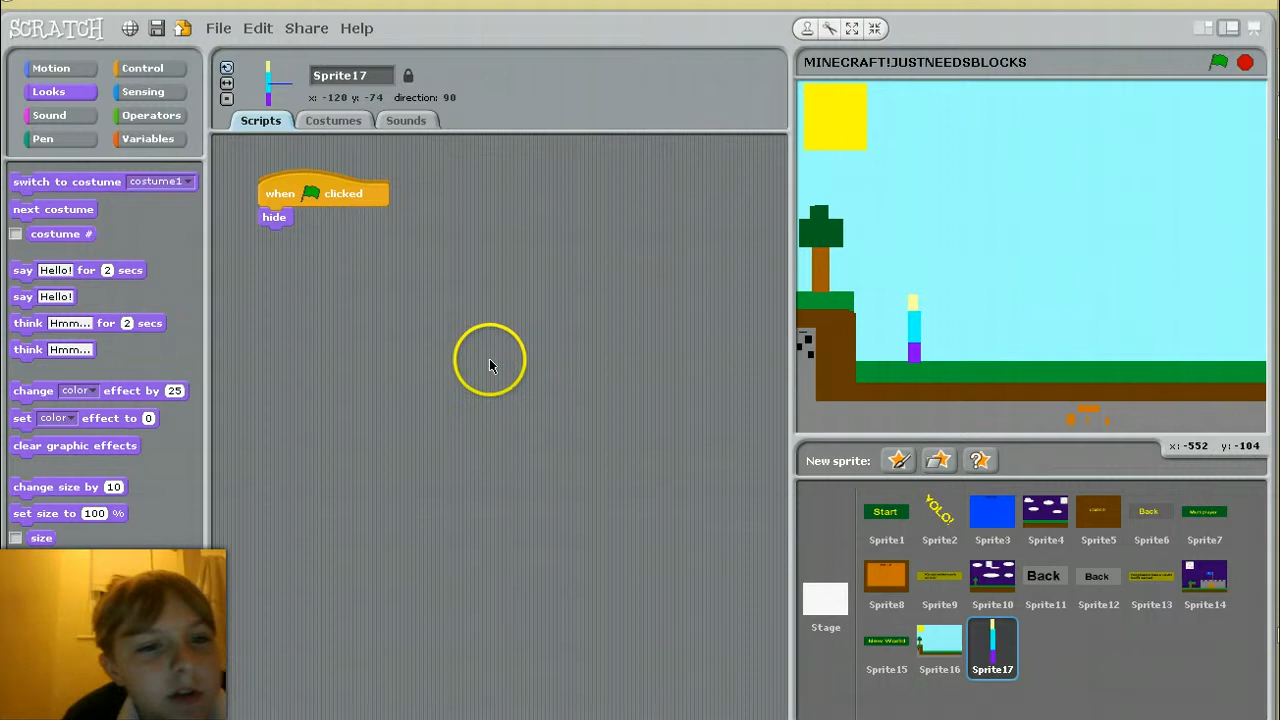 SCRATCH File Edit Share Help
Motion Control
Looks Sensing
Sound Operators
Pen Variables
Sprite17
x: -120 y: -74 direction: 90
Scripts Costumes Sounds
switch to costume costume1
next costume
costume #
say Hello! for 2 secs
say Hello!
think Hmm... for 2 secs
think Hmm...
change color effect by 25
set color effect to 0
clear graphic effects
change size by 10
set size to 100 %
size
when clicked
hide
MINECRAFT!JUSTNEEDSBLOCKS
x: -552 y: -104
New sprite:
Stage
Start
YOLO!
Back
Sprite1 Sprite2 Sprite3 Sprite4 Sprite5 Sprite6 Sprite7
Back
Back
Sprite8 Sprite9 Sprite10 Sprite11 Sprite12 Sprite13 Sprite14
New World
Sprite15 Sprite16 Sprite17